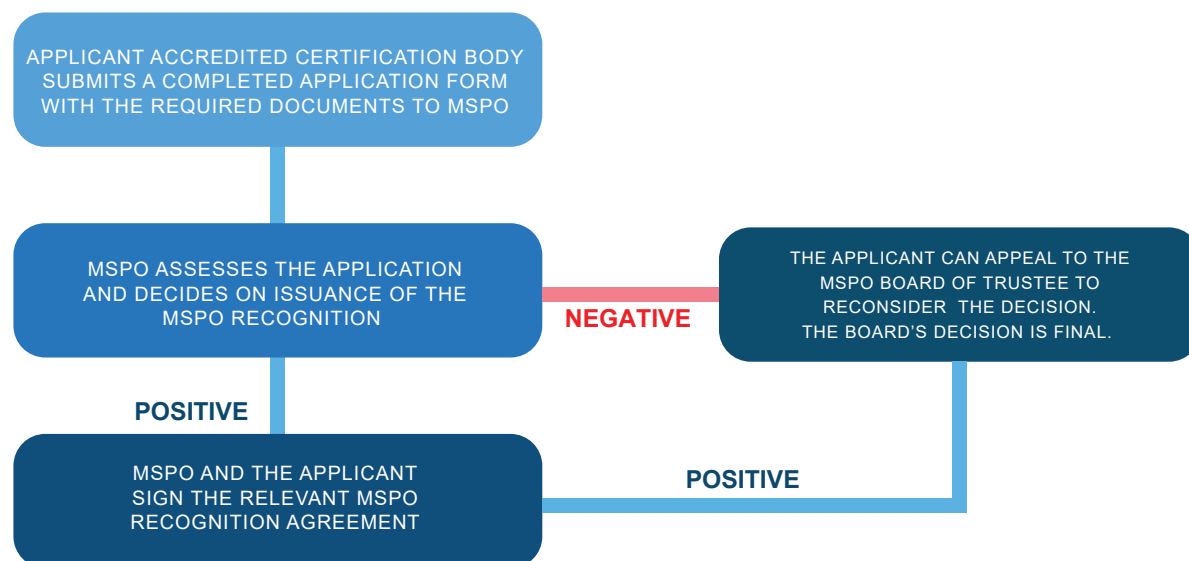 APPLICANT ACCREDITED CERTIFICATION BODY
SUBMITS A COMPLETED APPLICATION FORM
WITH THE REQUIRED DOCUMENTS TO MSPO
MSPO ASSESSES THE APPLICATION
AND DECIDES ON ISSUANCE OF THE
MSPO RECOGNITION
NEGATIVE
THE APPLICANT CAN APPEAL TO THE
MSPO BOARD OF TRUSTEE TO
RECONSIDER THE DECISION.
THE BOARD'S DECISION IS FINAL.
POSITIVE
MSPO AND THE APPLICANT
SIGN THE RELEVANT MSPO
RECOGNITION AGREEMENT
POSITIVE